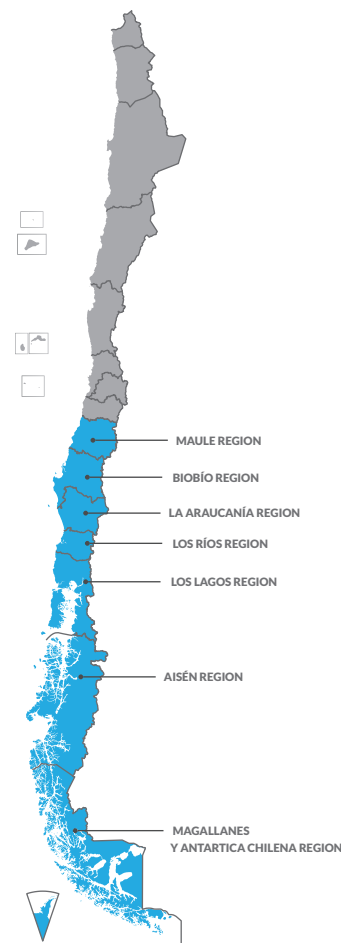 MAULE REGION
BIOBÍO REGION
LA ARAUCANÍA REGION
LOS RÍOS REGION
LOS LAGOS REGION
AISÉN REGION
MAGALLANES
Y ANTARTICA CHILENA REGION